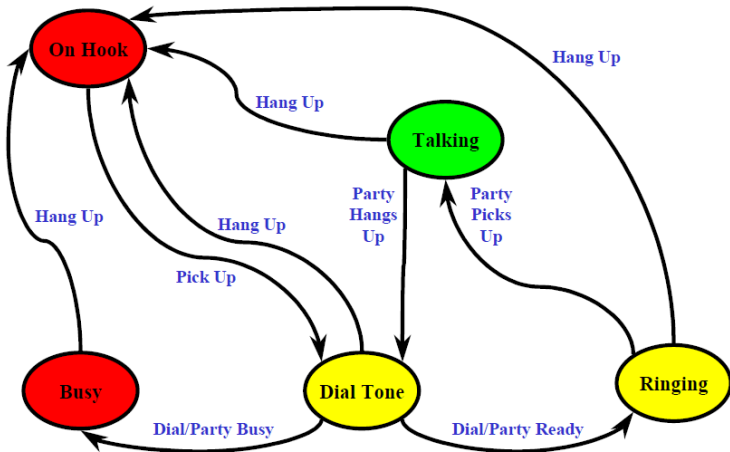 On Hook
Hang Up
Hang Up
Talking
Party
Hangs
Up
Party
Picks
Up
Hang Up
Hang Up
Pick Up
Busy
Dial Tone
Ringing
Dial/Party Busy
Dial/Party Ready